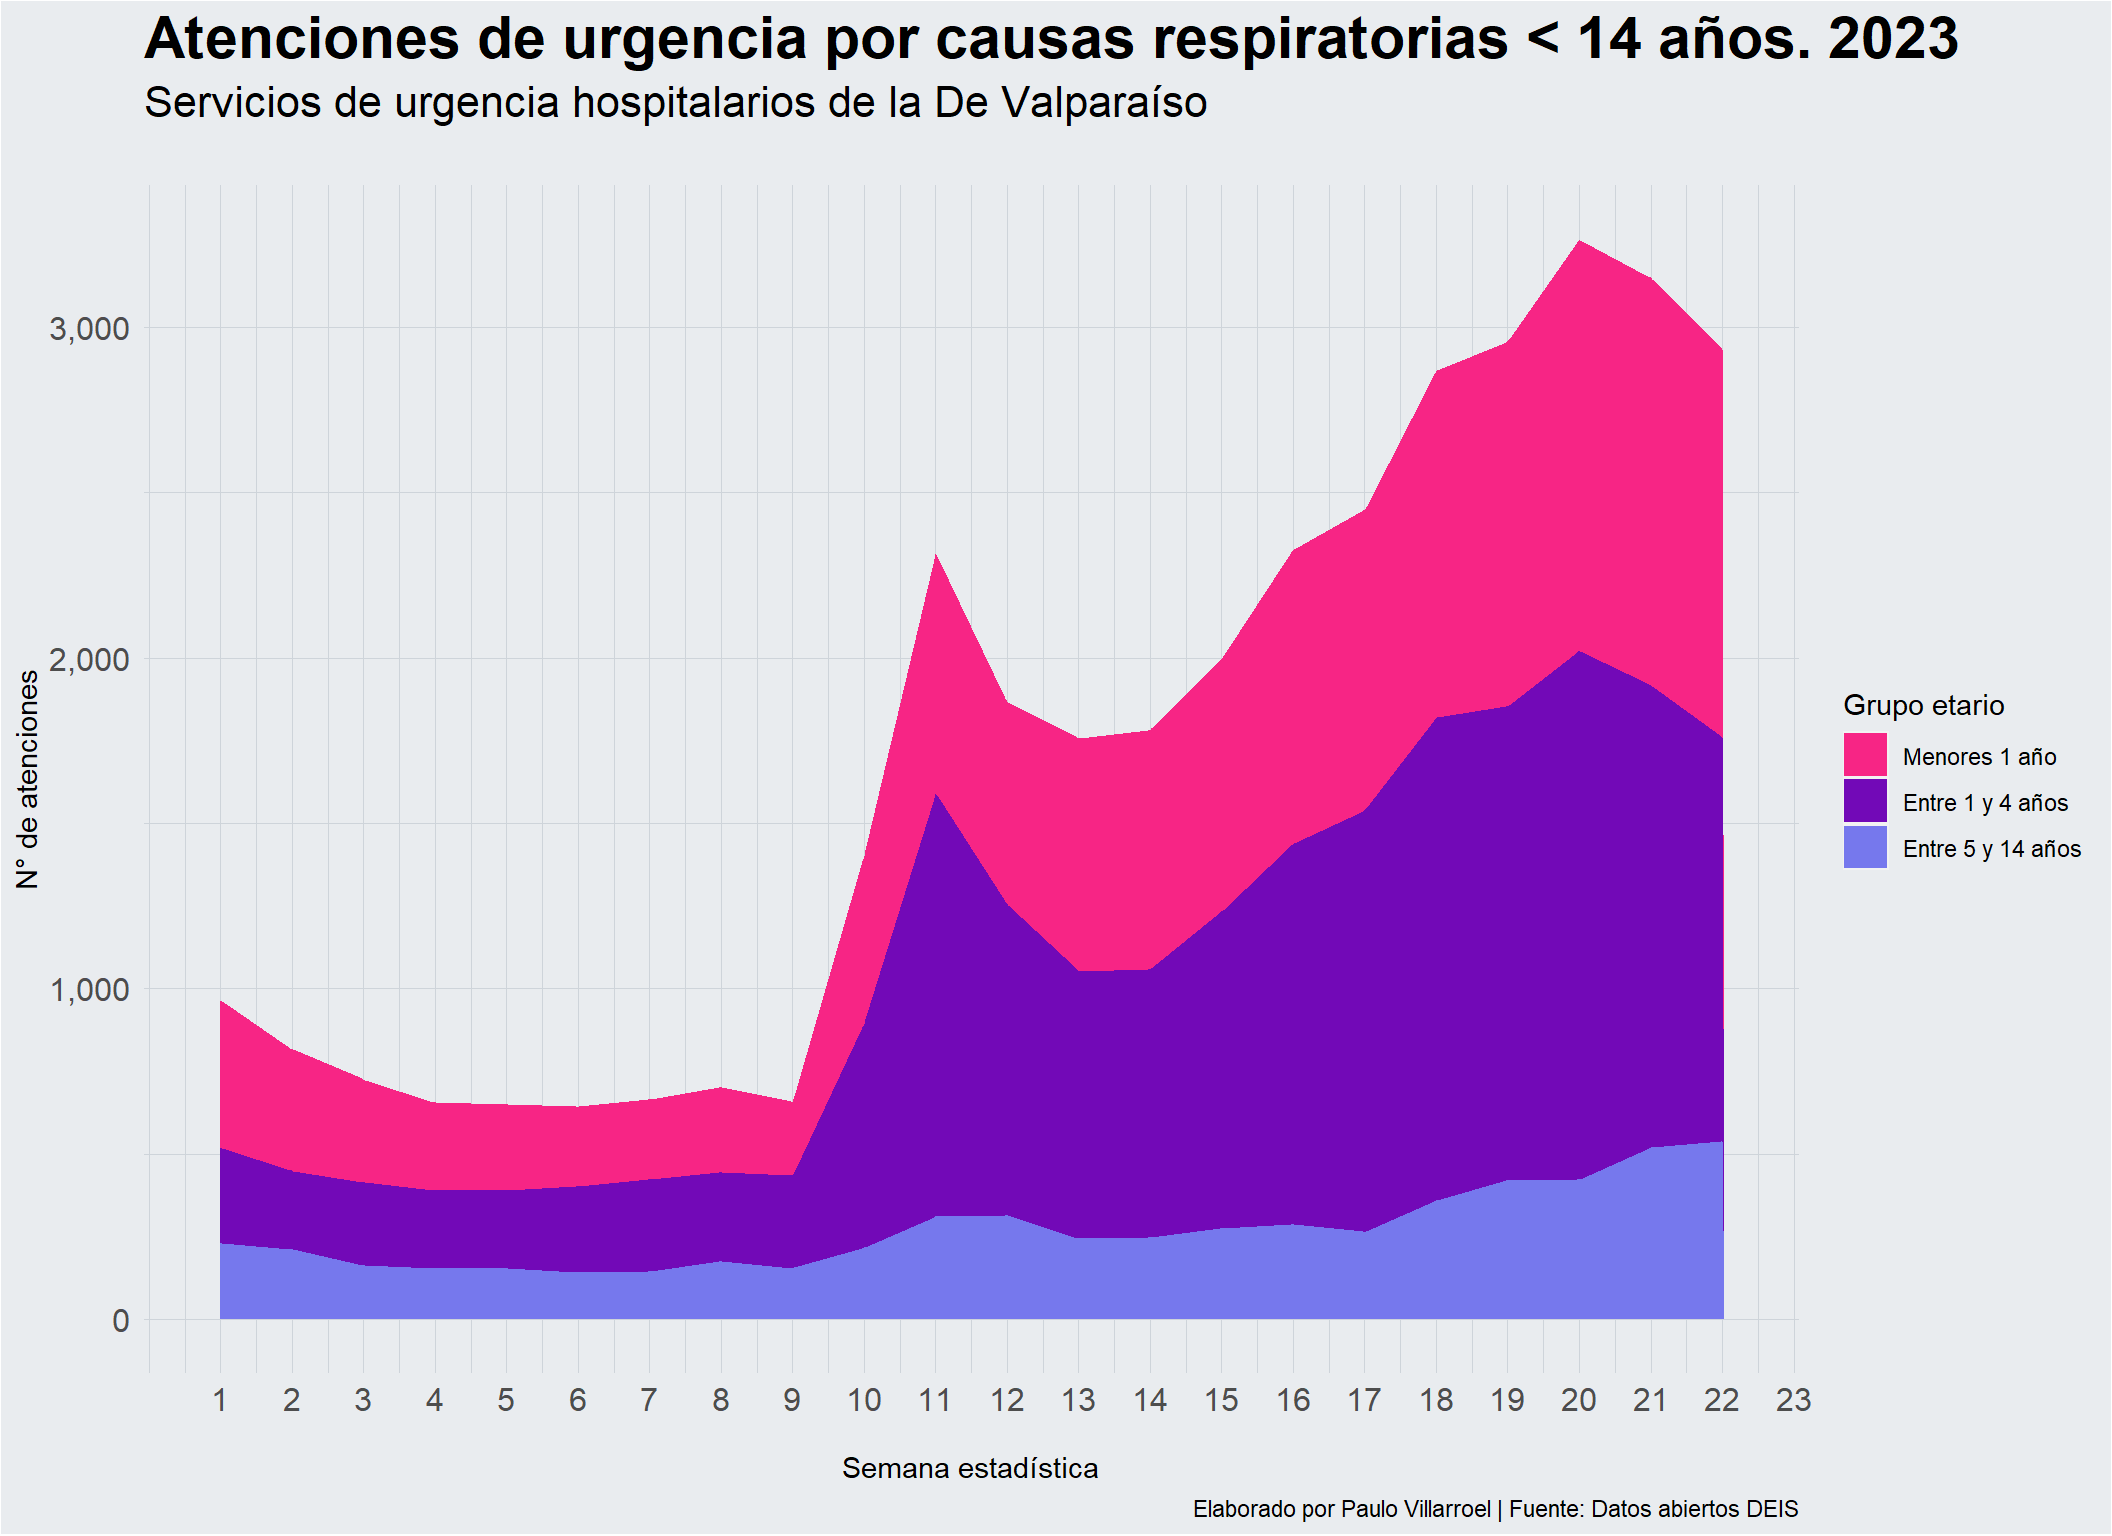 Atenciones de urgencia por causas respiratorias < 14 años. 2023
Servicios de urgencia hospitalarios de la De Valparaíso
3,000
2,000
1,000
0
N° de atenciones
1 2 3 4 5 6 7 8 9 10 11 12 13 14 15 16 17 18 19 20 21 22 23
Semana estadística
Grupo etario
Menores 1 año
Entre 1 y 4 años
Entre 5 y 14 años
Elaborado por Paulo Villarroel | Fuente: Datos abiertos DEIS